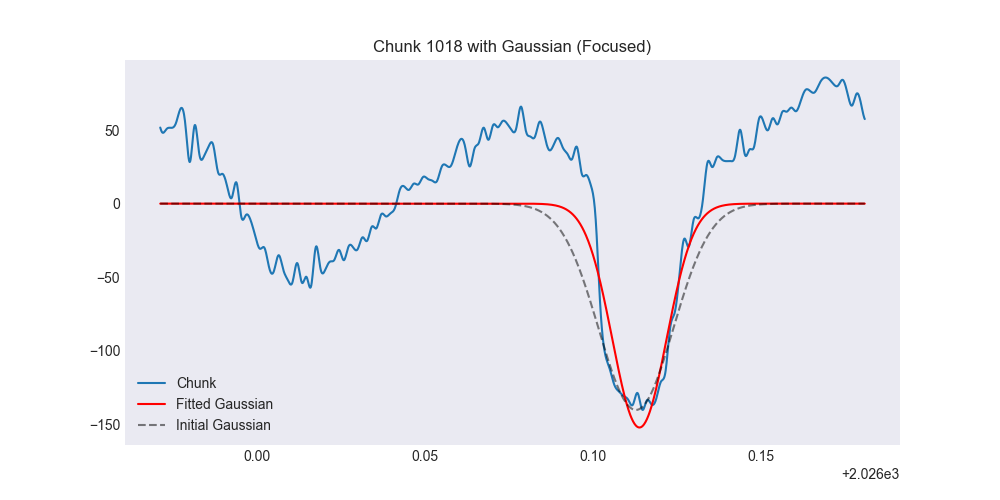 Chunk 1018 with Gaussian (Focused)
50
0
−50
−100
−150
Chunk
Fitted Gaussian
Initial Gaussian
0.00
0.05
0.10
0.15
+2.026e3